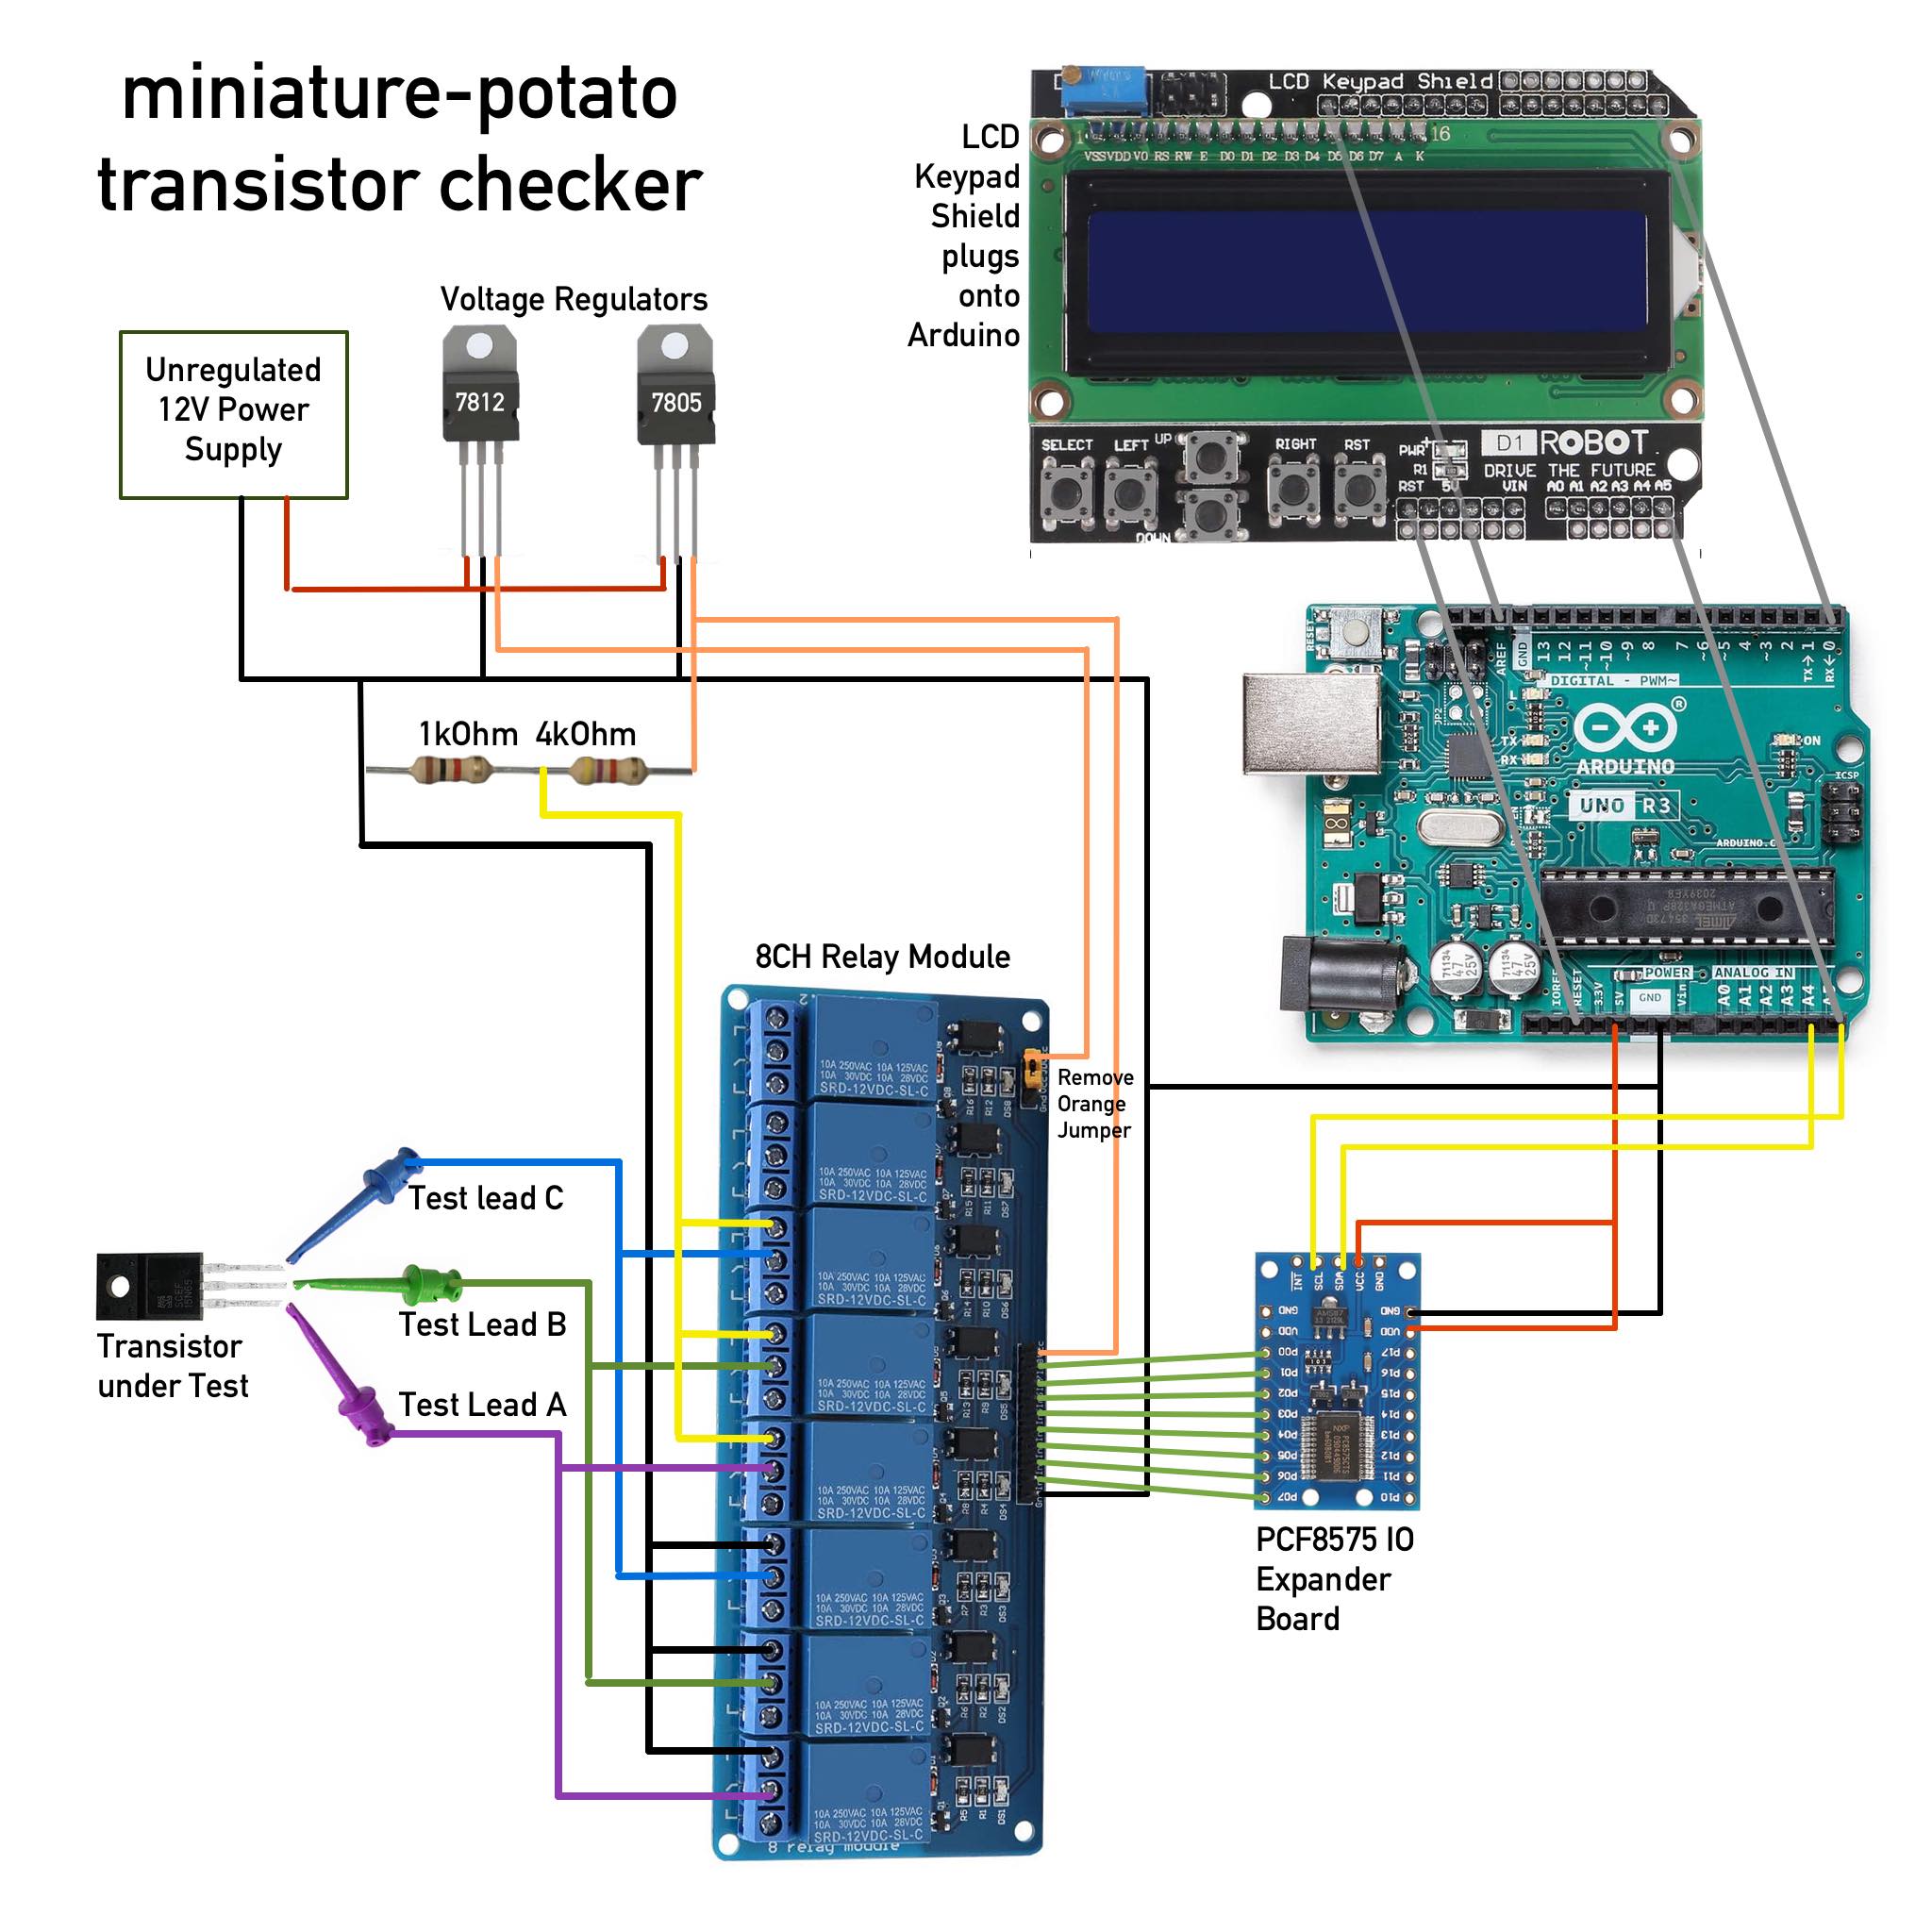 miniature-potato
transistor checker
LCD Keypad Shield
LCD
Keypad
Shield
plugs
onto
Arduino
1
16
VSS VDD V0 RS RW E D0 D1 D2 D3 D4 D5 D6 D7 A K
Voltage Regulators
Unregulated
12V Power
Supply
7812
7805
SELECT LEFT UP
DOWN
RIGHT RST
PWR
R1
D1 ROBOT
DRIVE THE FUTURE
RST
VIN
A0 A1 A2 A3 A4 A5
1kOhm 4kOhm
RESET
AREF
GND
13
12
~11
~10
~9
8
7
~6
~5
4
~3
2
TX→1
RX←0
DIGITAL - PWM~
L
TX
RX
ON
ICSP
ARDUINO
UNO R3
IOREF
RESET
3.3V
5V
GND
Vin
POWER
ANALOG IN
A0
A1
A2
A3
A4
8CH Relay Module
10A 250VAC 10A 125VAC
10A 30VDC 10A 28VDC
SRD-12VDC-SL-C
10A 250VAC 10A 125VAC
10A 30VDC 10A 28VDC
SRD-12VDC-SL-C
10A 250VAC 10A 125VAC
10A 30VDC 10A 28VDC
SRD-12VDC-SL-C
10A 250VAC 10A 125VAC
10A 30VDC 10A 28VDC
SRD-12VDC-SL-C
10A 250VAC 10A 125VAC
10A 30VDC 10A 28VDC
SRD-12VDC-SL-C
10A 250VAC 10A 125VAC
10A 30VDC 10A 28VDC
SRD-12VDC-SL-C
10A 250VAC 10A 125VAC
10A 30VDC 10A 28VDC
SRD-12VDC-SL-C
10A 250VAC 10A 125VAC
10A 30VDC 10A 28VDC
SRD-12VDC-SL-C
8 relay module
Remove
Orange
Jumper
Test lead C
Test Lead B
Test Lead A
Transistor
under Test
INT SCL SDA VCC GND
GND GND
VDD VDD
P00 P17
P01 P16
P02 P15
P03 P14
P04 P13
P05 P12
P06 P11
P07 P10
PCF8575 IO
Expander
Board